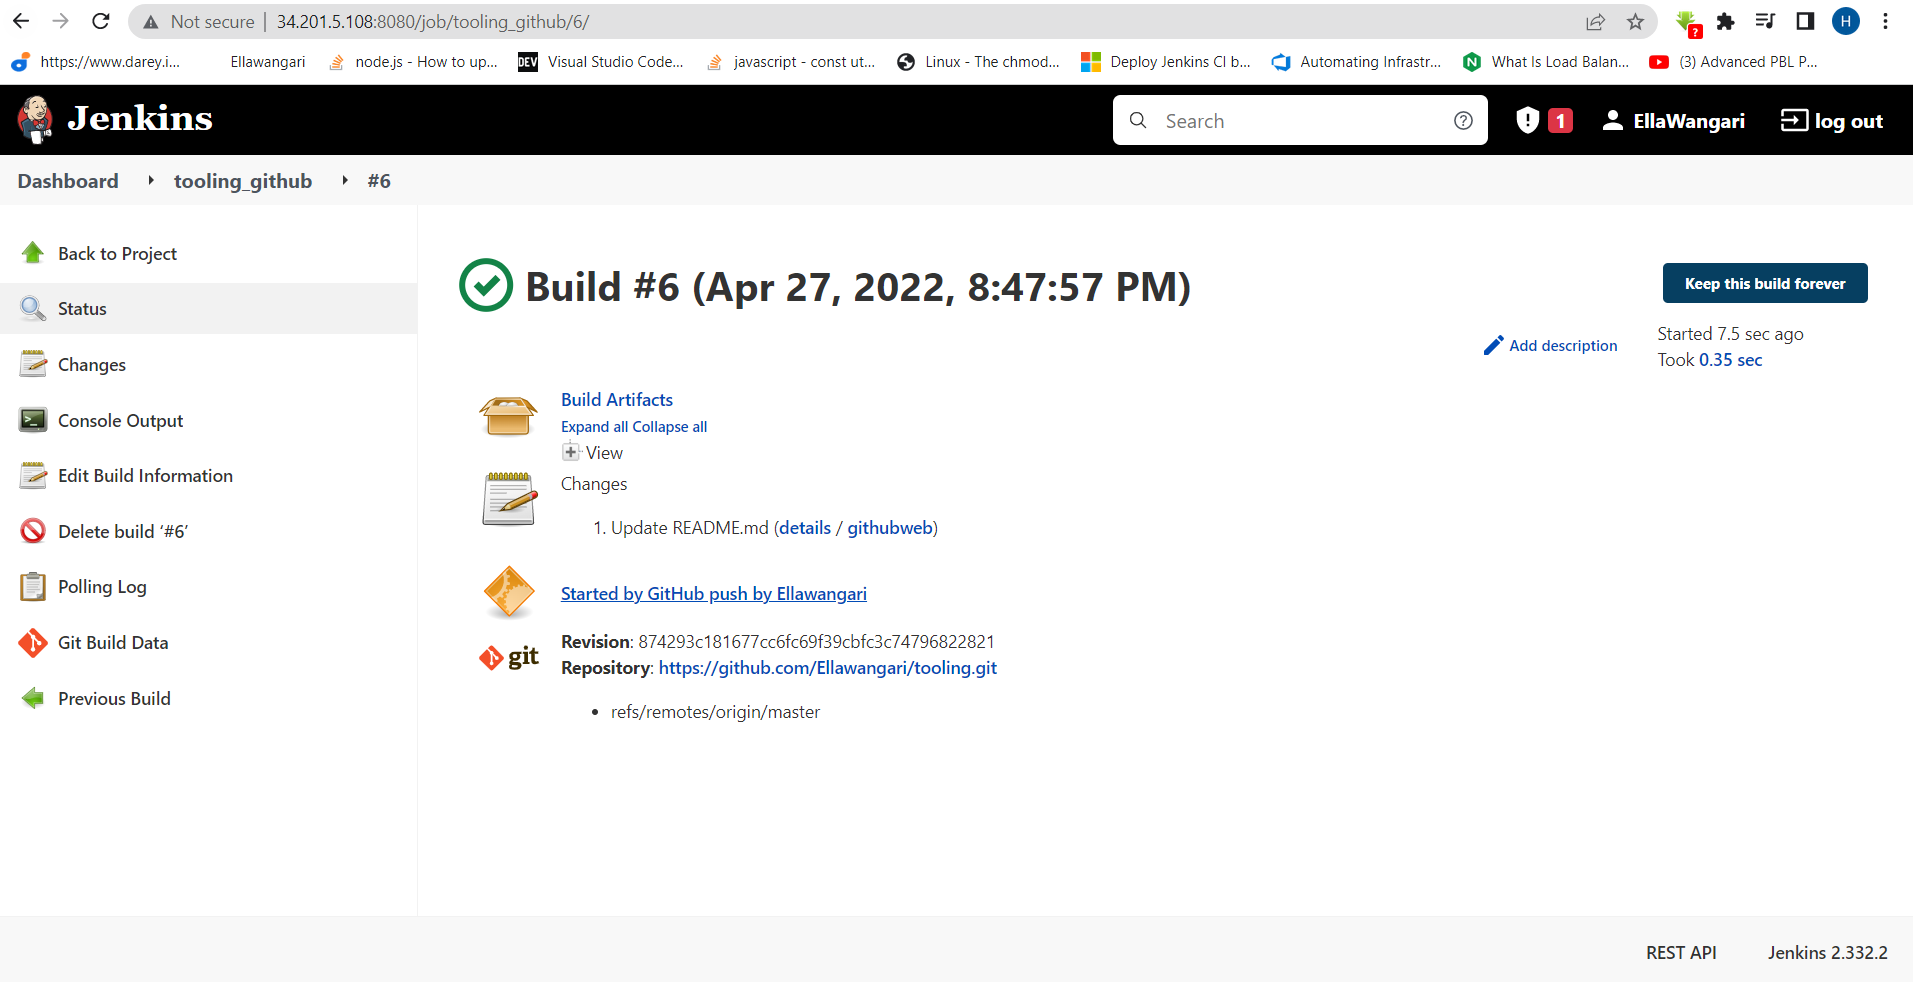 Not secure | 34.201.5.108:8080/job/tooling_github/6/
?
H
https://www.darey.i... Ellawangari node.js - How to up... DEV Visual Studio Code... javascript - const ut... Linux - The chmod... Deploy Jenkins CI b... Automating Infrastr... N What Is Load Balan... (3) Advanced PBL P...
Jenkins
Search
1
EllaWangari
log out
Dashboard
tooling_github
#6
Back to Project
Status
Changes
Console Output
Edit Build Information
Delete build ‘#6’
Polling Log
Git Build Data
Previous Build
Build #6 (Apr 27, 2022, 8:47:57 PM)
Keep this build forever
Add description
Started 7.5 sec ago
Took 0.35 sec
Build Artifacts
Expand all Collapse all
View
Changes
1. Update README.md (details / githubweb)
Started by GitHub push by Ellawangari
git
Revision: 874293c181677cc6fc69f39cbfc3c74796822821
Repository: https://github.com/Ellawangari/tooling.git
• refs/remotes/origin/master
REST API
Jenkins 2.332.2